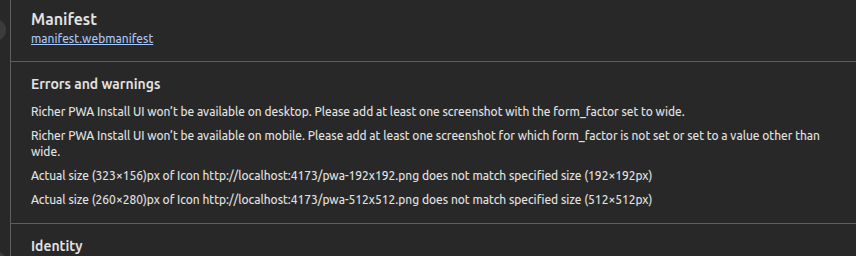 Manifest
manifest.webmanifest
Errors and warnings
Richer PWA Install UI won’t be available on desktop. Please add at least one screenshot with the form_factor set to wide.
Richer PWA Install UI won’t be available on mobile. Please add at least one screenshot for which form_factor is not set or set to a value other than
wide.
Actual size (323×156)px of Icon http://localhost:4173/pwa-192x192.png does not match specified size (192×192px)
Actual size (260×280)px of Icon http://localhost:4173/pwa-512x512.png does not match specified size (512×512px)
Identity